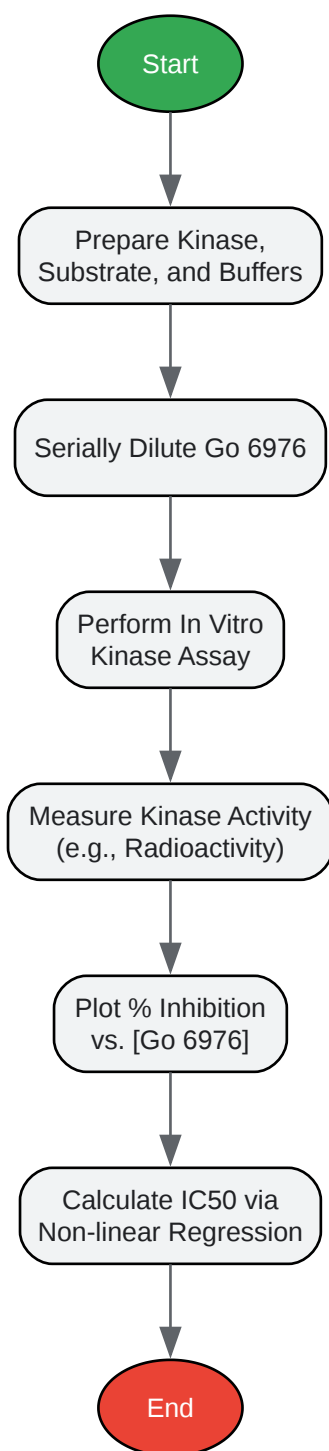 Start
Prepare Kinase,
Substrate, and Buffers
Serially Dilute Go 6976
Perform In Vitro
Kinase Assay
Measure Kinase Activity
(e.g., Radioactivity)
Plot % Inhibition
vs. [Go 6976]
Calculate IC50 via
Non-linear Regression
End